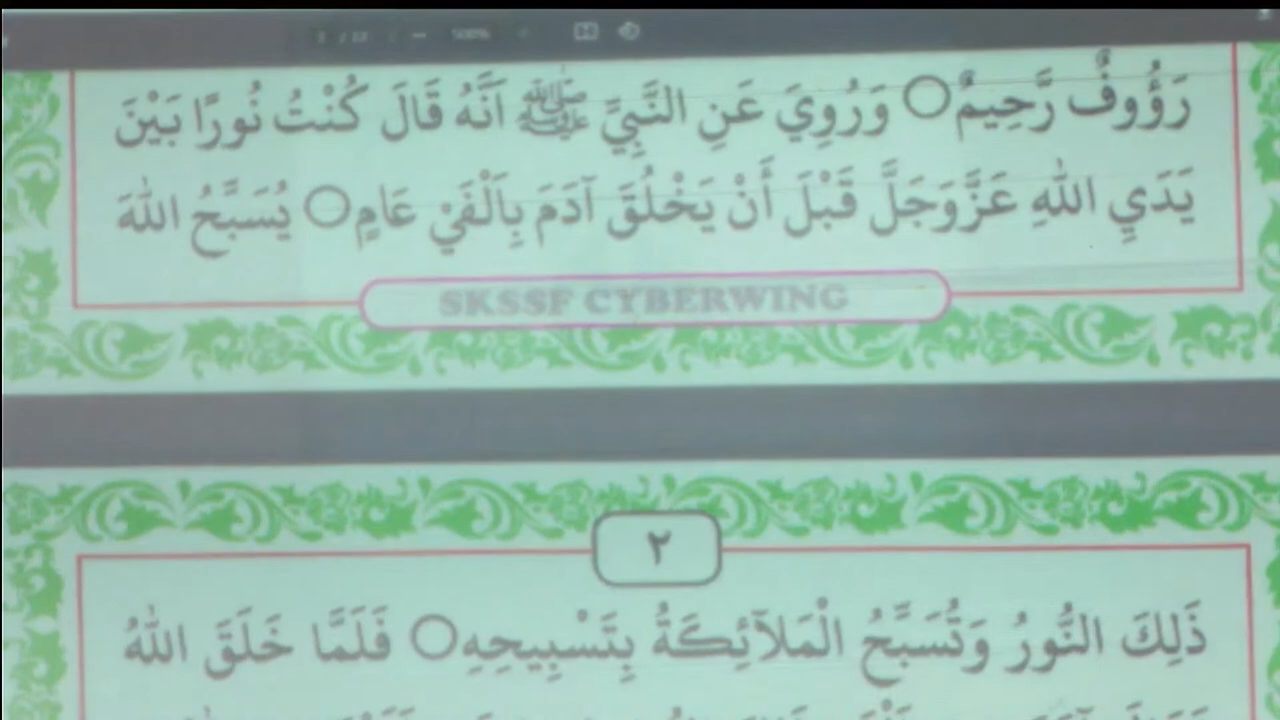 رَؤُوفٌ رَّحِيمٌ○ وَرُوِيَ عَنِ النَّبِيِّ ﷺ اَنَّهُ قَالَ كُنْتُ نُورًا بَيْنَ
يَدَيِ اللهِ عَزَّوَجَلَّ قَبْلَ أَنْ يَخْلُقَ آدَمَ بِاَلْفَيْ عَامٍ○ يُسَبِّحُ اللهَ
SKSSF CYBERWING
٢
ذَلِكَ النُّورُ وَتُسَبِّحُ الْمَلَآئِكَةُ بِتَسْبِيحِهِ○ فَلَمَّا خَلَقَ اللهُ